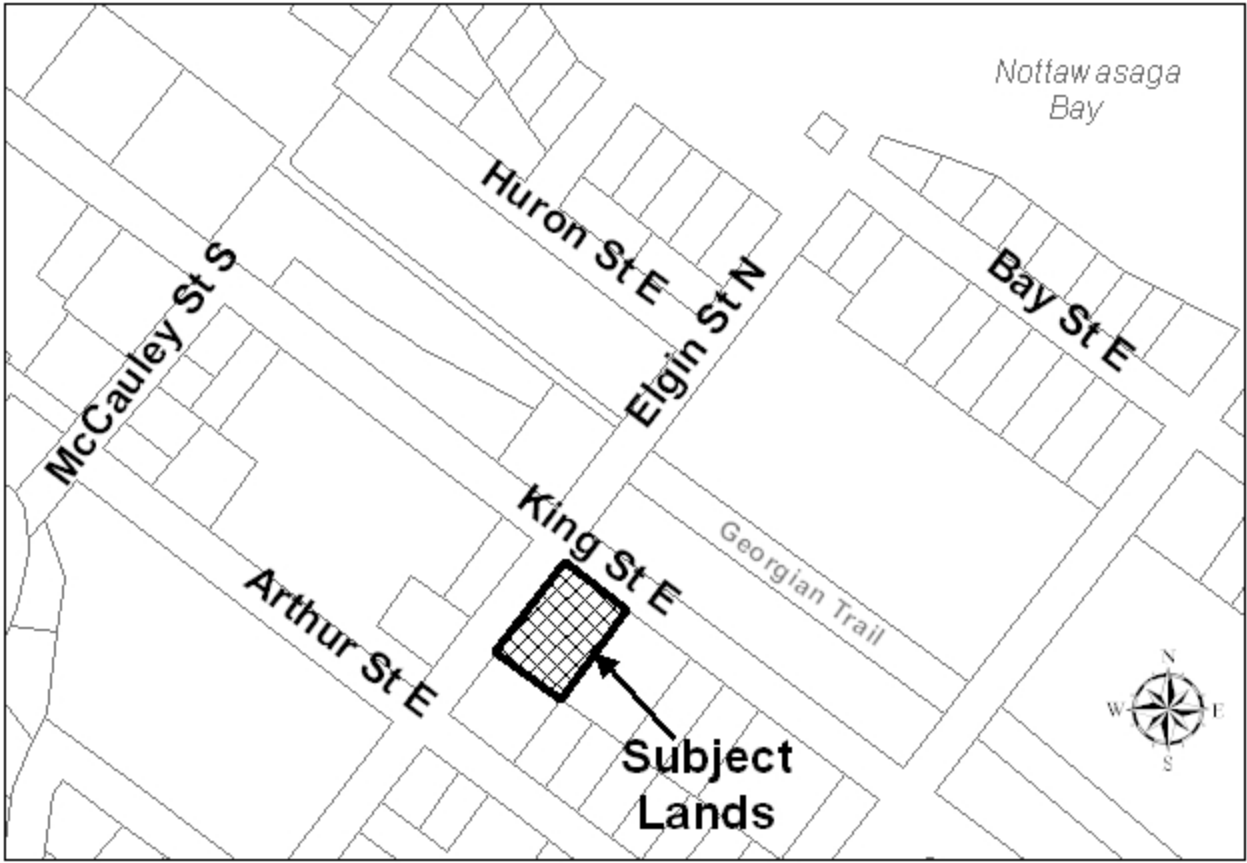 Nottawasaga
Bay
Huron St E
Elgin St N
Bay St E
McCauley St S
King St E
Georgian Trail
Arthur St E
N
W E
S
Subject
Lands